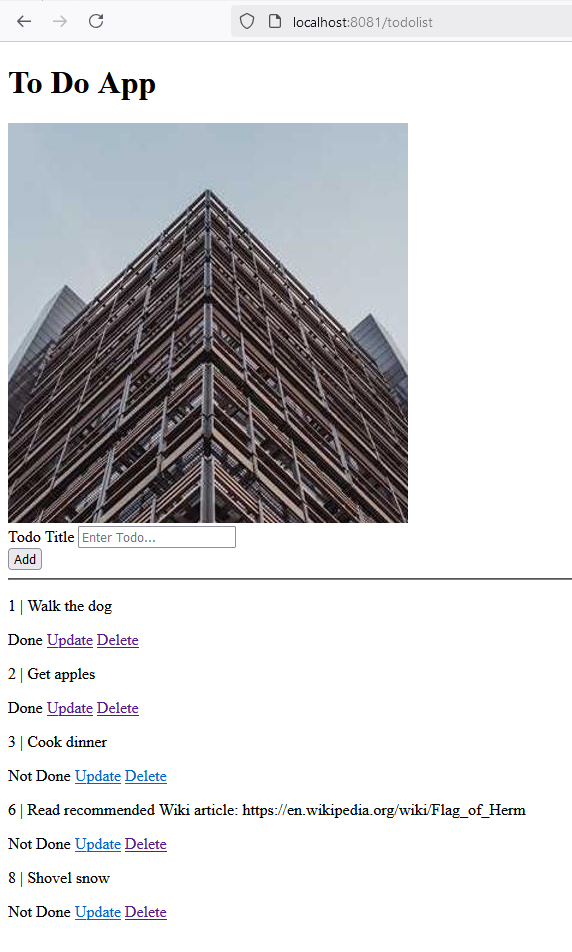 localhost:8081/todolist
To Do App
Todo Title Enter Todo...
Add
1 | Walk the dog
Done Update Delete
2 | Get apples
Done Update Delete
3 | Cook dinner
Not Done Update Delete
6 | Read recommended Wiki article: https://en.wikipedia.org/wiki/Flag_of_Herm
Not Done Update Delete
8 | Shovel snow
Not Done Update Delete